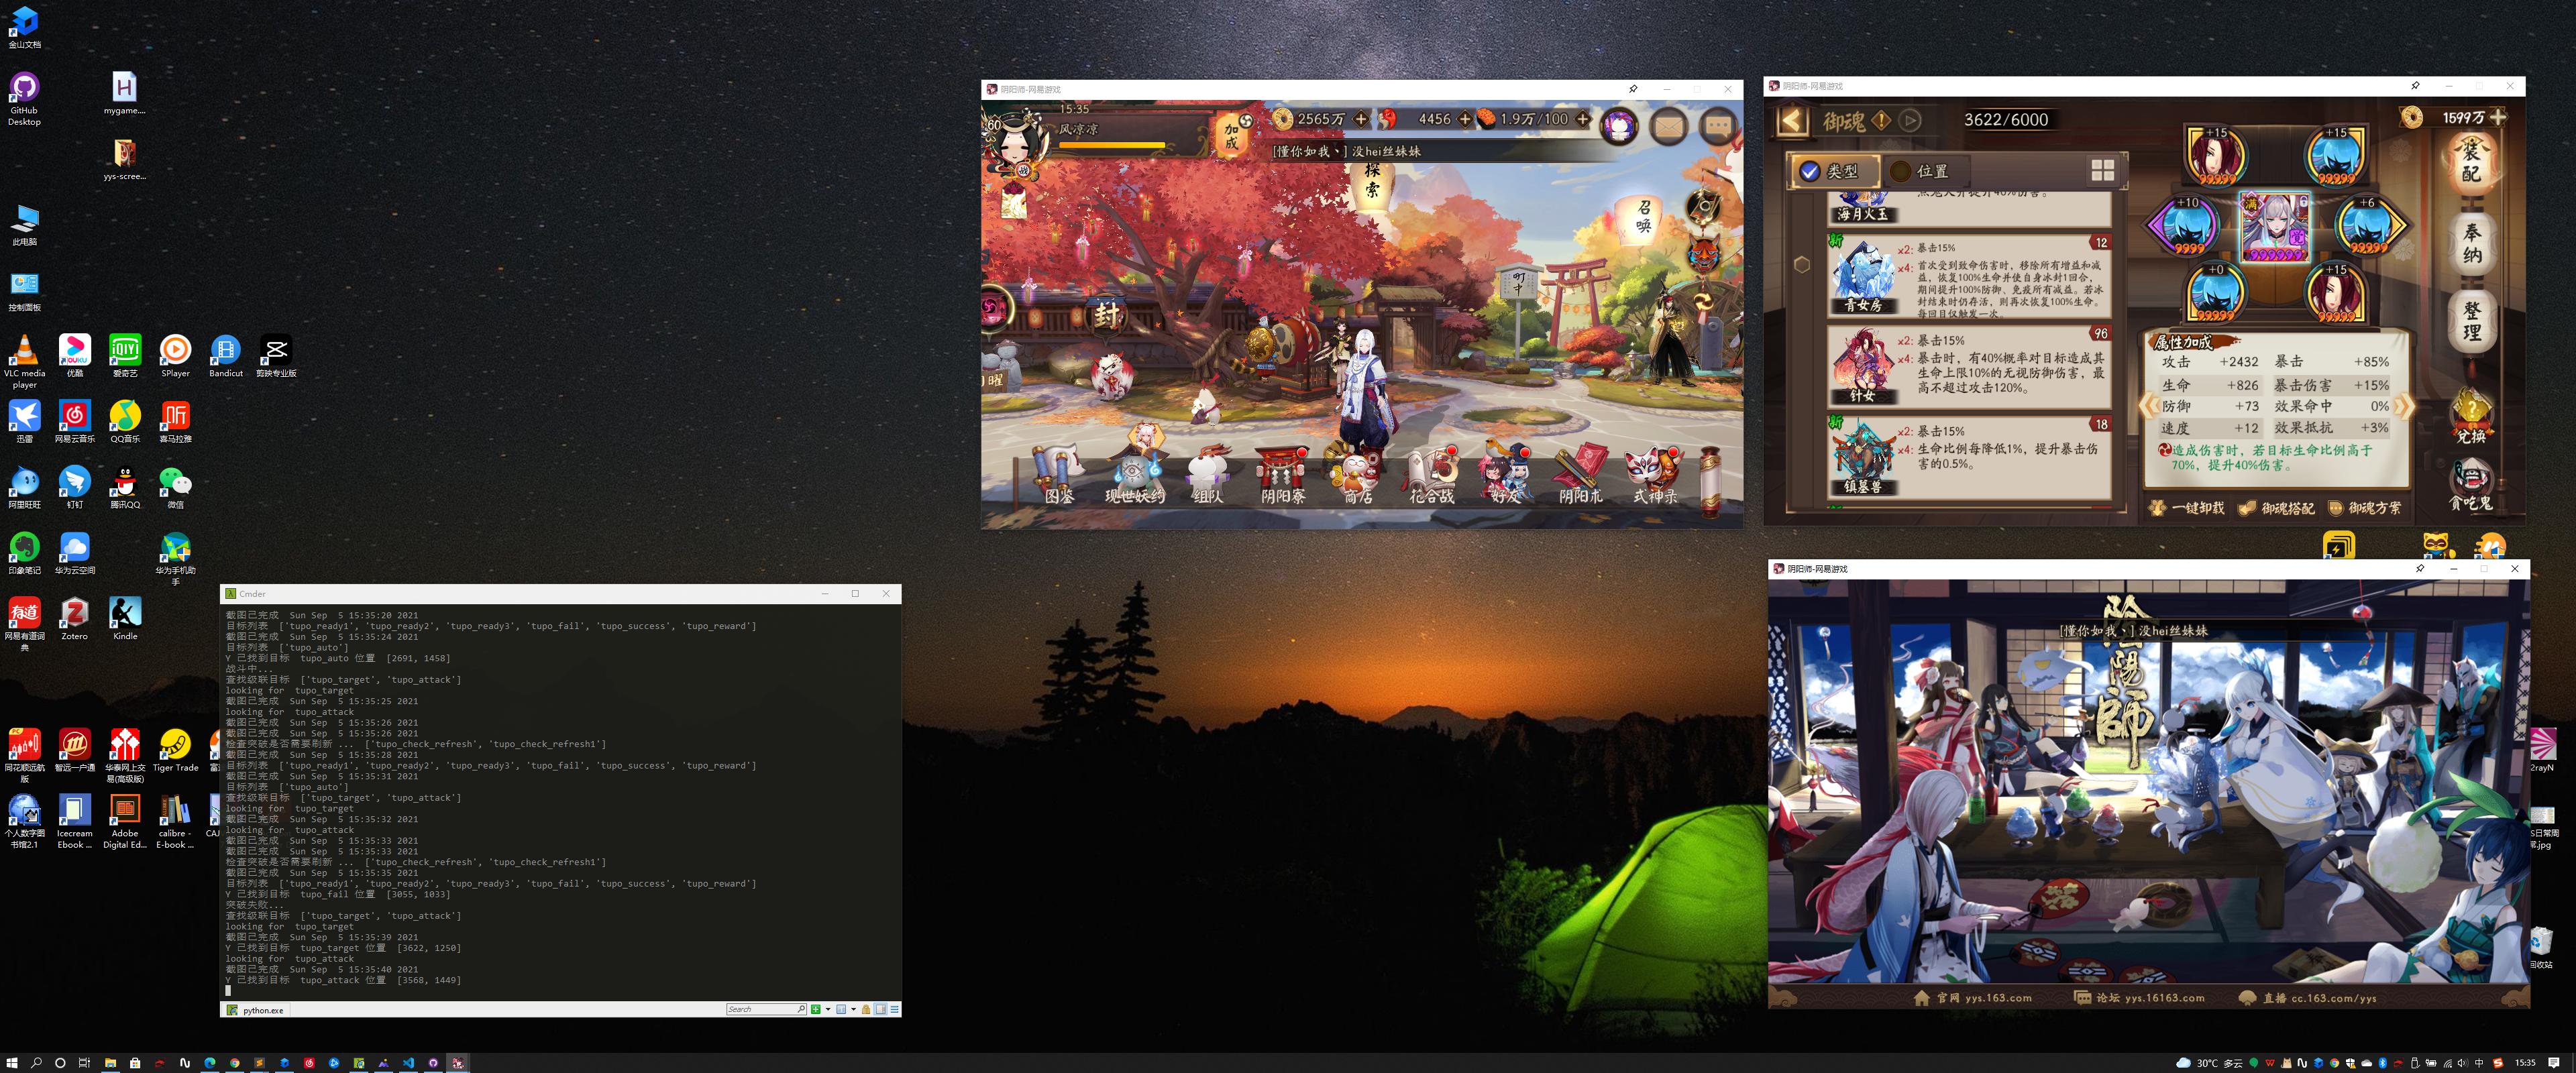 金山文档
GitHub
Desktop
mygame....
yys-scree...
此电脑
控制面板
VLC media
player
优酷
爱奇艺
SPlayer
Bandicut
剪映专业版
迅雷
网易云音乐
QQ音乐
喜马拉雅
阿里旺旺
钉钉
腾讯QQ
微信
印象笔记
华为云空间
华为手机助
手
网易有道词
典
Zotero
Kindle
同花顺远航
版
智远一户通
华泰网上交
易(高级版)
Tiger Trade
个人数字图
书馆2.1
Icecream
Ebook ...
Adobe
Digital Ed...
calibre -
E-book ...
Cmder
截图已完成 Sun Sep 5 15:35:20 2021
目标列表 ['tupo_ready1', 'tupo_ready2', 'tupo_ready3', 'tupo_fail', 'tupo_success', 'tupo_reward']
截图已完成 Sun Sep 5 15:35:24 2021
目标列表 ['tupo_auto']
Y 已找到目标 tupo_auto 位置 [2691, 1458]
战斗中...
查找级联目标 ['tupo_target', 'tupo_attack']
looking for tupo_target
截图已完成 Sun Sep 5 15:35:25 2021
looking for tupo_attack
截图已完成 Sun Sep 5 15:35:26 2021
截图已完成 Sun Sep 5 15:35:26 2021
检查突破是否需要刷新 ... ['tupo_check_refresh', 'tupo_check_refresh1']
截图已完成 Sun Sep 5 15:35:28 2021
目标列表 ['tupo_ready1', 'tupo_ready2', 'tupo_ready3', 'tupo_fail', 'tupo_success', 'tupo_reward']
截图已完成 Sun Sep 5 15:35:31 2021
目标列表 ['tupo_auto']
查找级联目标 ['tupo_target', 'tupo_attack']
looking for tupo_target
截图已完成 Sun Sep 5 15:35:32 2021
looking for tupo_attack
截图已完成 Sun Sep 5 15:35:33 2021
截图已完成 Sun Sep 5 15:35:33 2021
检查突破是否需要刷新 ... ['tupo_check_refresh', 'tupo_check_refresh1']
截图已完成 Sun Sep 5 15:35:35 2021
目标列表 ['tupo_ready1', 'tupo_ready2', 'tupo_ready3', 'tupo_fail', 'tupo_success', 'tupo_reward']
Y 已找到目标 tupo_fail 位置 [3055, 1033]
突破失败...
查找级联目标 ['tupo_target', 'tupo_attack']
looking for tupo_target
截图已完成 Sun Sep 5 15:35:39 2021
Y 已找到目标 tupo_target 位置 [3622, 1250]
looking for tupo_attack
截图已完成 Sun Sep 5 15:35:40 2021
Y 已找到目标 tupo_attack 位置 [3568, 1449]
python.exe
Search
阴阳师-网易游戏
15:35
60
风凉凉
加成
2565万
4456
1.9万/100
[懂你如我丶] 没hei丝妹妹
探索
召唤
町中
封
曜
图鉴
现世妖约
组队
阴阳寮
商店
花合战
好友
阴阳术
式神录
阴阳师-网易游戏
御魂
3622/6000
1599万
类型
位置
海月火玉
新
12
x2: 暴击15%
x4: 首次受到致命伤害时，移除所有增益和减
益，恢复100%生命并使自身冰封1回合，
期间提升100%防御、免疫所有减益。若冰
封结束时仍存活，则再次恢复100%生命。
每回目仅触发一次。
青女房
96
x2: 暴击15%
x4: 暴击时，有40%概率对目标造成其
生命上限10%的无视防御伤害，最
高不超过攻击120%。
针女
新
18
x2: 暴击15%
x4: 生命比例每降低1%，提升暴击伤
害的0.5%。
镇墓兽
+15
+15
+10
满
6
+6
+0
+15
属性加成
攻击 +2432 暴击 +85%
生命 +826 暴击伤害 +15%
防御 +73 效果命中 0%
速度 +12 效果抵抗 +3%
造成伤害时，若目标生命比例高于
70%，提升40%伤害。
一键卸载
御魂搭配
御魂方案
装配
奉纳
整理
兑换
贪吃鬼
阴阳师-网易游戏
[懂你如我丶] 没hei丝妹妹
陰陽師
官网 yys.163.com
论坛 yys.16163.com
直播 cc.163.com/yys
2rayN
S日常周
.jpg
回收站
30°C 多云
中
15:35